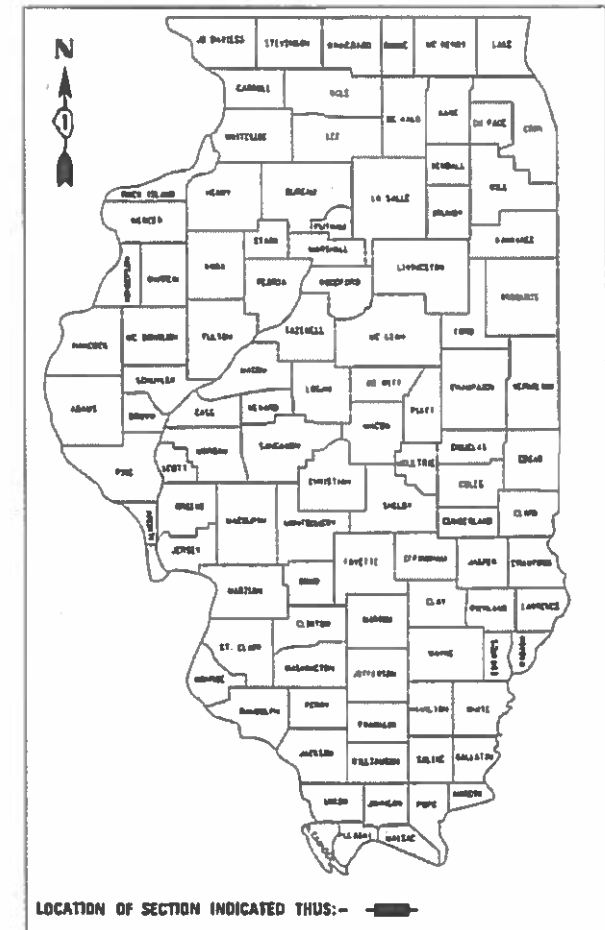 JO DAVIESS STEPHENSON WINNEBAGO BOONE MC HENRY LAKE
N
CARROLL OGLE
DE KALB KANE DU PAGE COOK
WHITESIDE LEE
KENDALL
ROCK ISLAND HENRY BUREAU LA SALLE WILL
MERCER PUTNAM GRUNDY
STARK MARSHALL KANKAKEE
HENDERSON WARREN KNOX PEORIA WOODFORD LIVINGSTON
IROQUOIS
HANCOCK MC DONOUGH FULTON TAZEWELL MC LEAN FORD
MASON
SCHUYLER LOGAN DE WITT CHAMPAIGN VERMILION
ADAMS BROWN CASS MENARD PIATT
MACON
MORGAN SANGAMON DOUGLAS
PIKE SCOTT MOULTRIE EDGAR
CHRISTIAN COLES
GREENE SHELBY CLARK
MACOUPIN MONTGOMERY CUMBERLAND
JERSEY
FAYETTE EFFINGHAM JASPER CRAWFORD
MADISON BOND
CLAY RICHLAND LAWRENCE
CLINTON MARION
ST. CLAIR WAYNE
WASHINGTON JEFFERSON
MONROE
RANDOLPH PERRY HAMILTON WHITE
FRANKLIN
JACKSON WILLIAMSON SALINE GALLATIN
UNION JOHNSON POPE HARDIN
PULASKI MASSAC
LOCATION OF SECTION INDICATED THUS:-